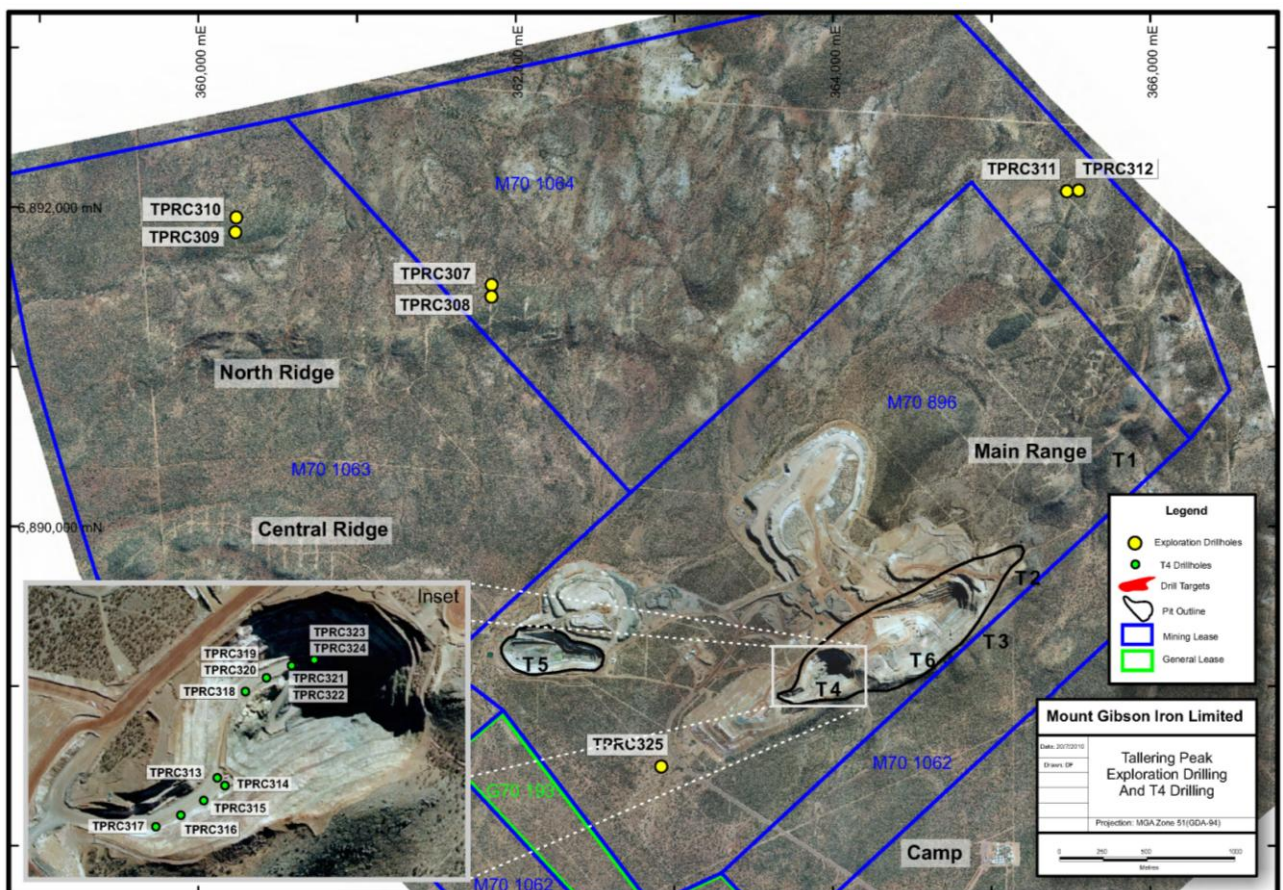 360,000 mE
362,000 mE
364,000 mE
366,000 mE
6,892,000 mN
6,890,000 mN
M70 1064
TPRC311
TPRC312
TPRC310
TPRC309
TPRC307
TPRC308
North Ridge
M70 896
Main Range
T1
M70 1063
Central Ridge
T2
T3
T5
T6
T4
TPRC325
M70 1062
G70 193
Camp
M70 1062
Inset
TPRC323
TPRC324
TPRC319
TPRC320
TPRC321
TPRC322
TPRC318
TPRC313
TPRC314
TPRC315
TPRC317
TPRC316
Legend
Exploration Drillholes
T4 Drillholes
Drill Targets
Pit Outline
Mining Lease
General Lease
Mount Gibson Iron Limited
Date: 20/7/2010
Drawn: DF
Tallering Peak
Exploration Drilling
And T4 Drilling
Projection: MGA Zone 51(GDA-94)
0 250 500 1000
Metres